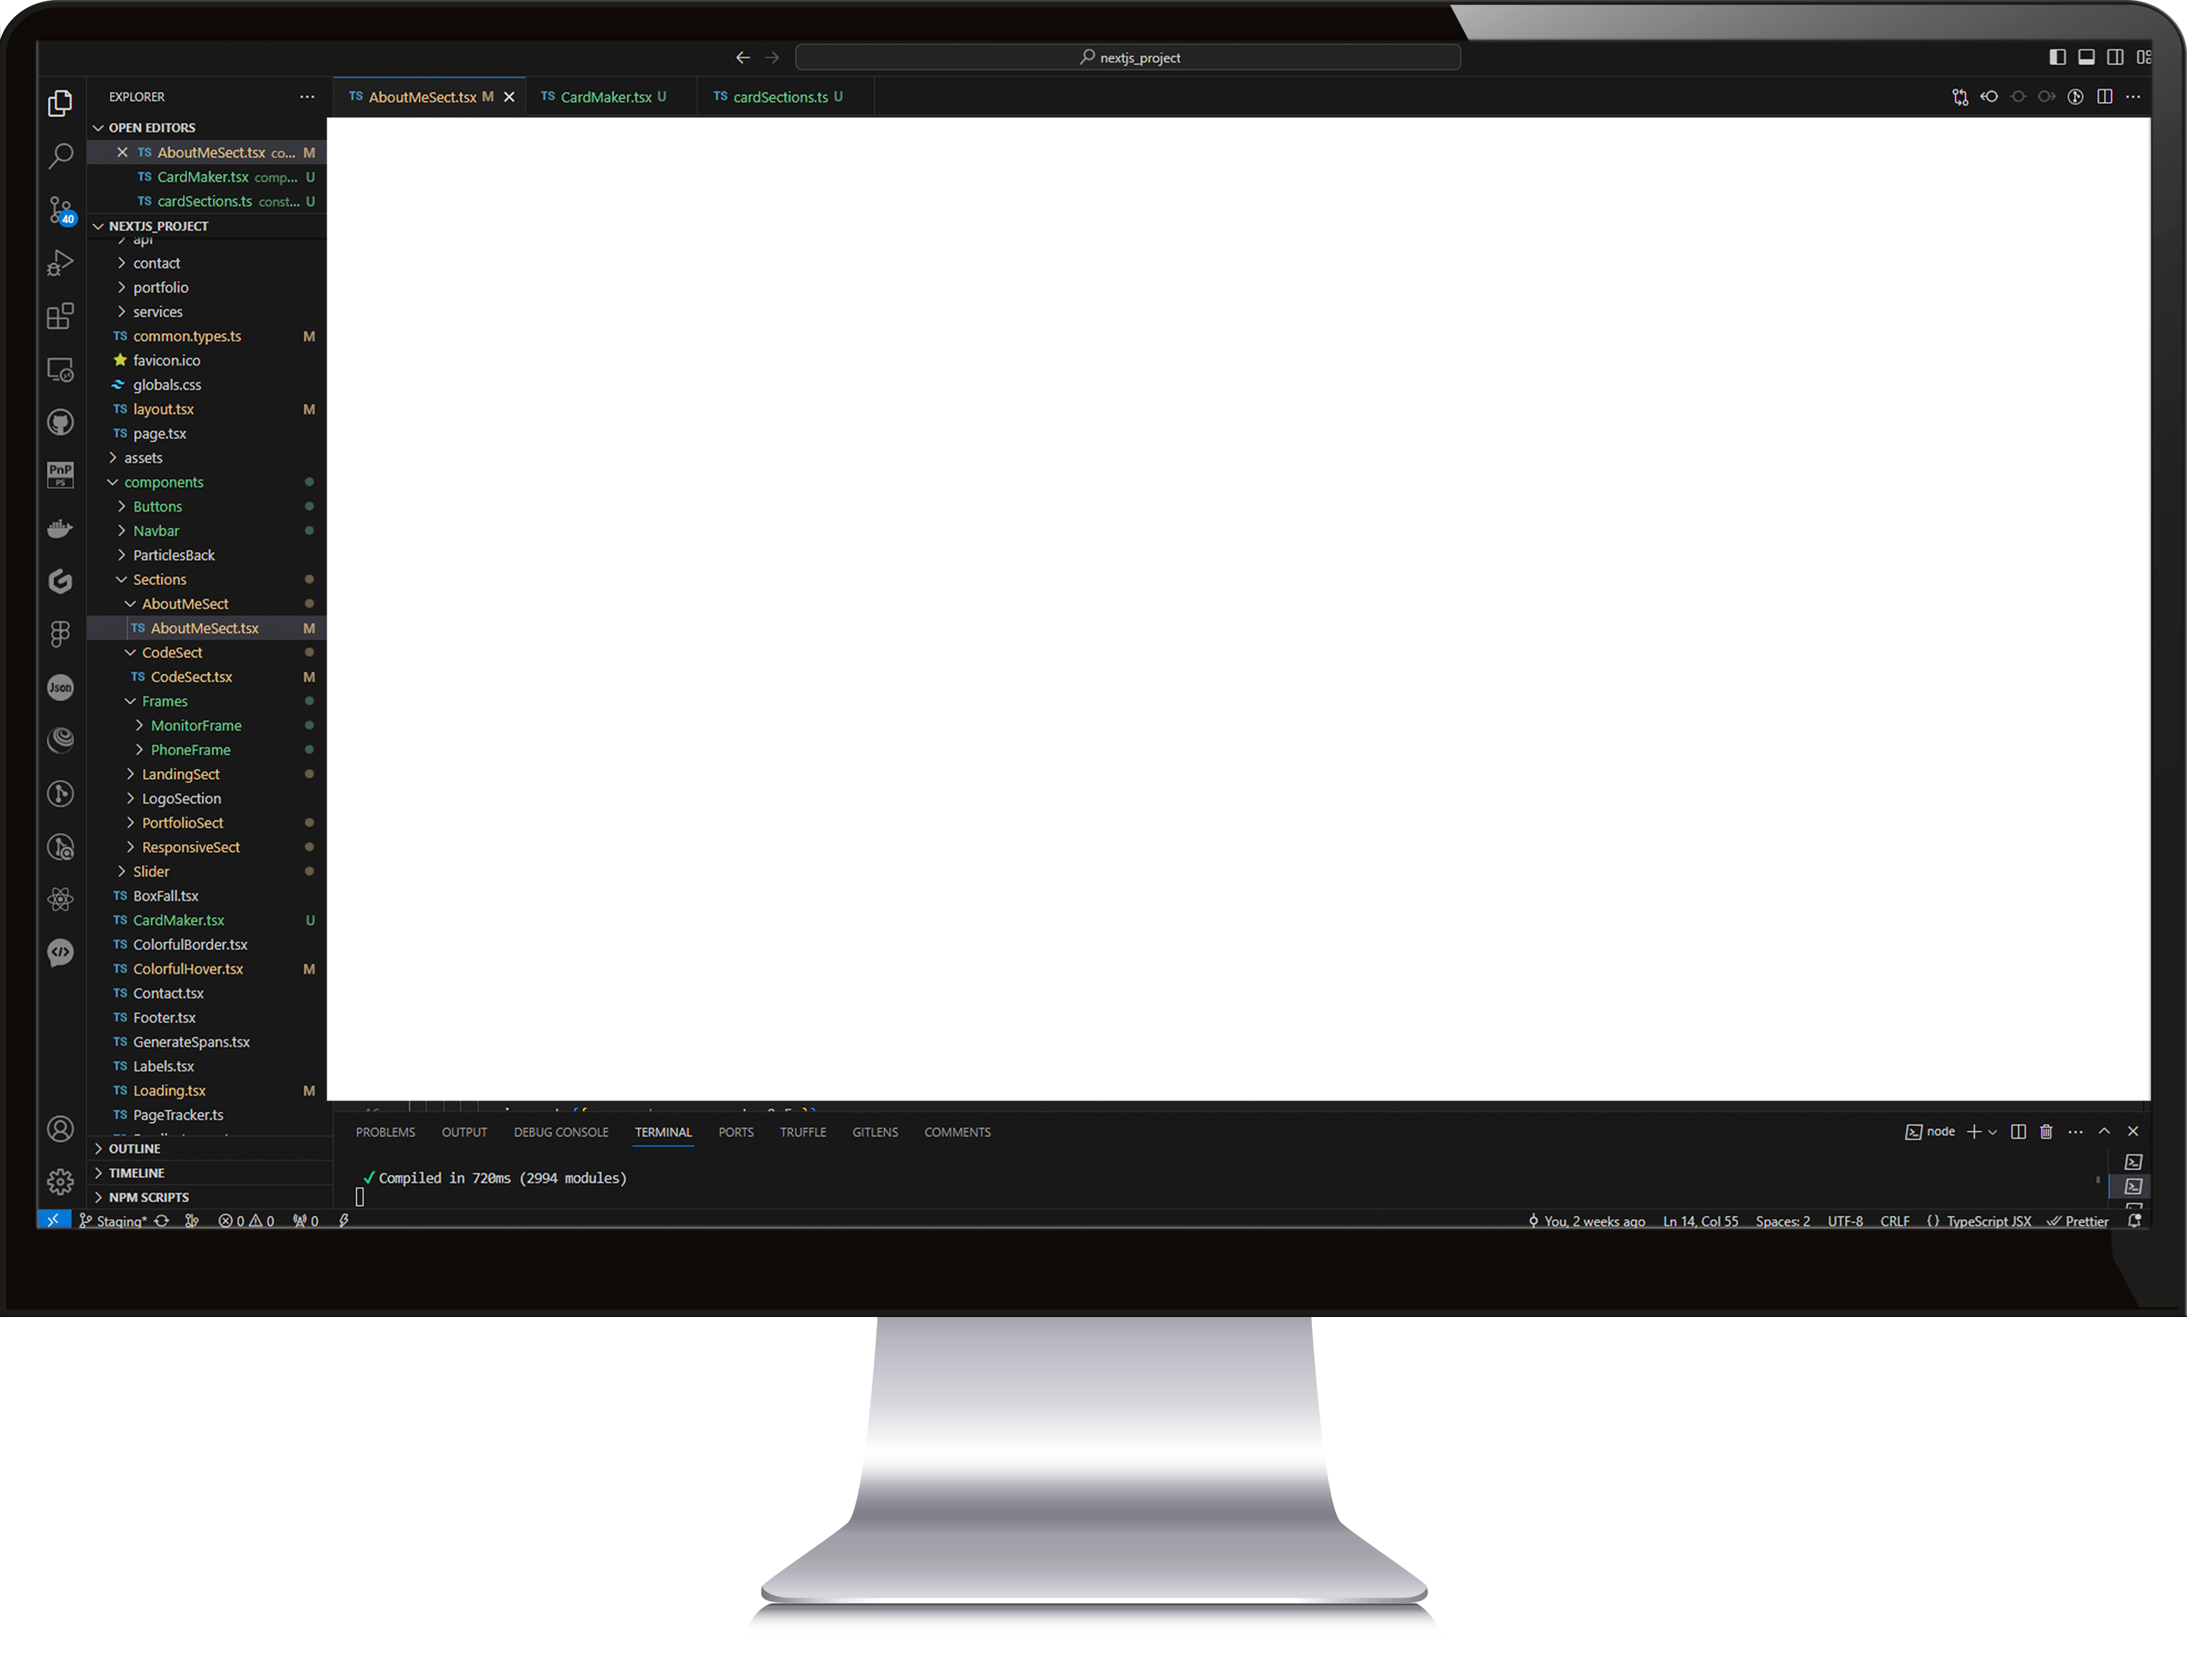 nextjs_project
EXPLORER
AboutMeSect.tsx M
CardMaker.tsx U
cardSections.ts U
OPEN EDITORS
TS AboutMeSect.tsx co... M
TS CardMaker.tsx comp... U
TS cardSections.ts const... U
40
NEXTJS_PROJECT
api
contact
portfolio
services
TS common.types.ts M
favicon.ico
globals.css
TS layout.tsx M
TS page.tsx
assets
PnP
PS
components
Buttons
Navbar
ParticlesBack
Sections
AboutMeSect
TS AboutMeSect.tsx M
CodeSect
TS CodeSect.tsx M
Json
Frames
MonitorFrame
PhoneFrame
LandingSect
LogoSection
PortfolioSect
ResponsiveSect
Slider
TS BoxFall.tsx
TS CardMaker.tsx U
TS ColorfulBorder.tsx
TS ColorfulHover.tsx M
TS Contact.tsx
TS Footer.tsx
TS GenerateSpans.tsx
TS Labels.tsx
TS Loading.tsx M
TS PageTracker.ts
OUTLINE
TIMELINE
NPM SCRIPTS
PROBLEMS OUTPUT DEBUG CONSOLE TERMINAL PORTS TRUFFLE GITLENS COMMENTS
node
✓ Compiled in 720ms (2994 modules)
Staging* 0 0 0
You, 2 weeks ago Ln 14, Col 55 Spaces: 2 UTF-8 CRLF {} TypeScript JSX Prettier